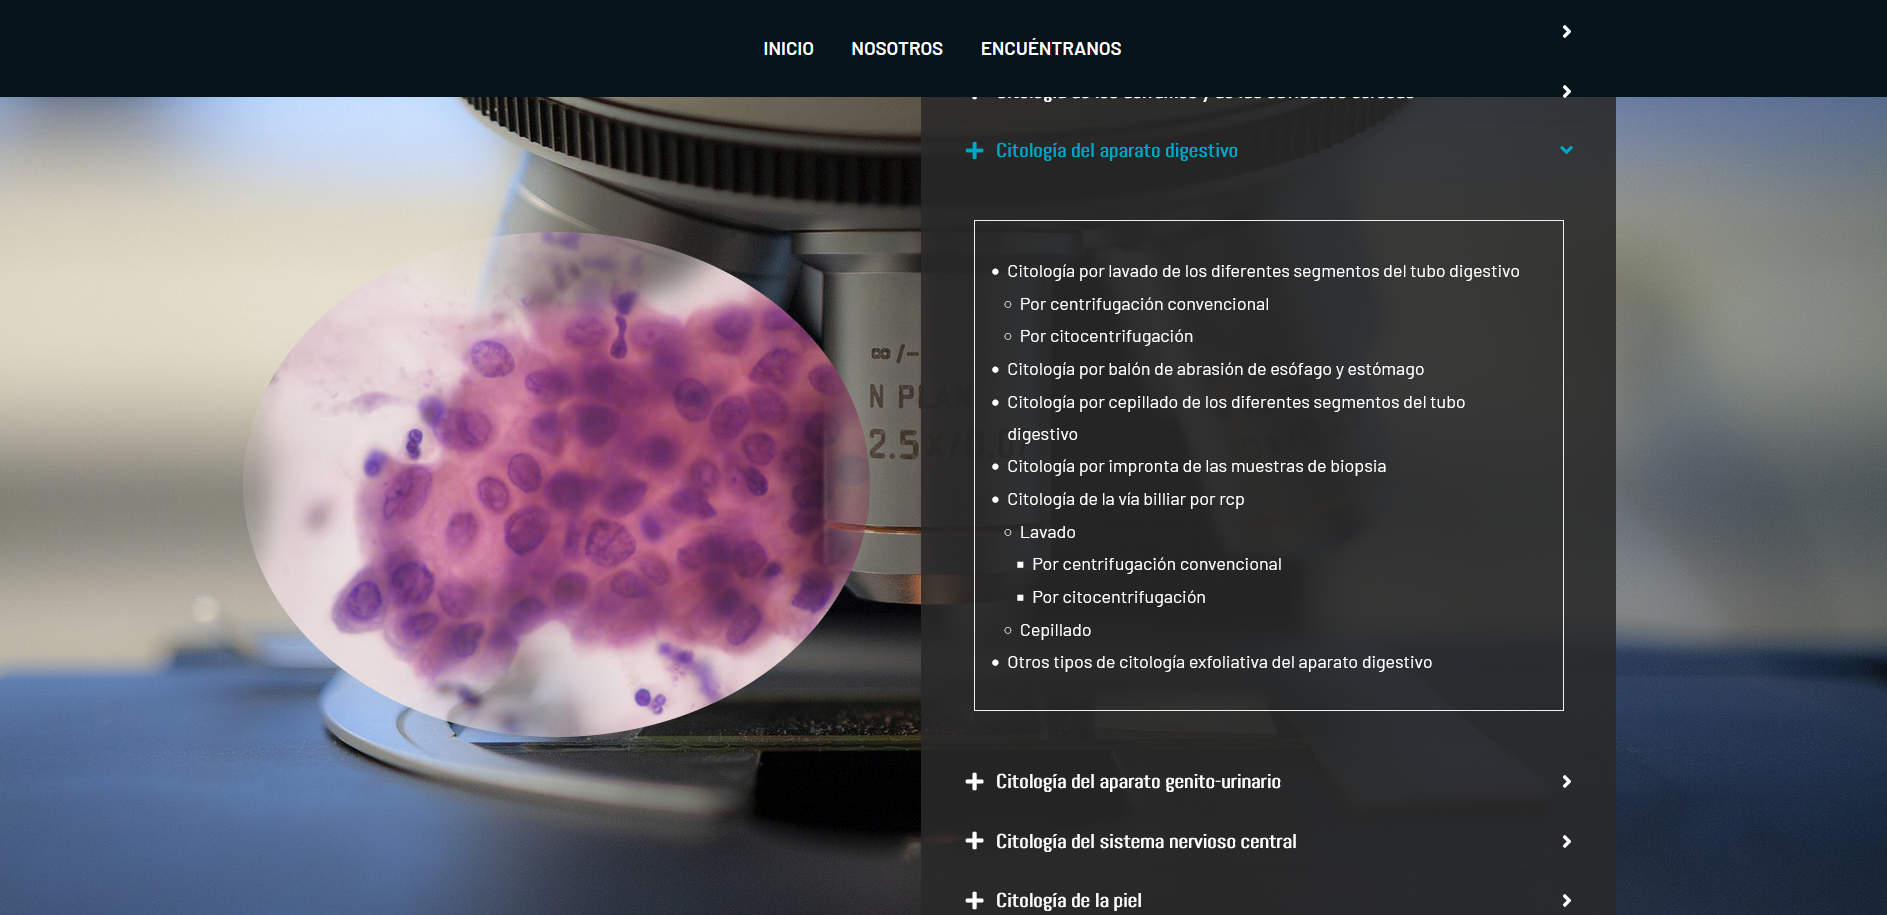 INICIO NOSOTROS ENCUÉNTRANOS
Citología del aparato digestivo
Citología por lavado de los diferentes segmentos del tubo digestivo
Por centrifugación convencional
Por citocentrifugación
Citología por balón de abrasión de esófago y estómago
Citología por cepillado de los diferentes segmentos del tubo
digestivo
Citología por impronta de las muestras de biopsia
Citología de la vía billiar por rcp
Lavado
Por centrifugación convencional
Por citocentrifugación
Cepillado
Otros tipos de citología exfoliativa del aparato digestivo
Citología del aparato genito-urinario
Citología del sistema nervioso central
Citología de la piel
∞/-
N PLAN
2.5